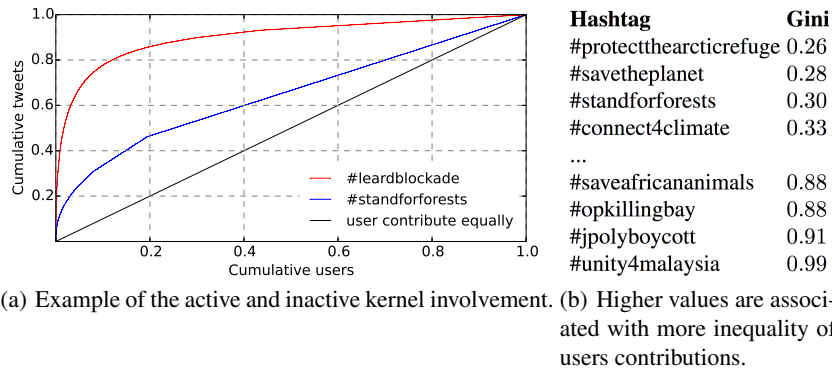 1.0
0.8
0.6
0.4
0.2
Cumulative tweets
#leardblockade
#standforforests
user contribute equally
0.2 0.4 0.6 0.8 1.0
Cumulative users
(a) Example of the active and inactive kernel involvement.
Hashtag Gini
#protectthearcticrefuge 0.26
#savetheplanet 0.28
#standforforests 0.30
#connect4climate 0.33
...
#saveafricananimals 0.88
#opkillingbay 0.88
#jpolyboycott 0.91
#unity4malaysia 0.99
(b) Higher values are associ-
ated with more inequality of
users contributions.